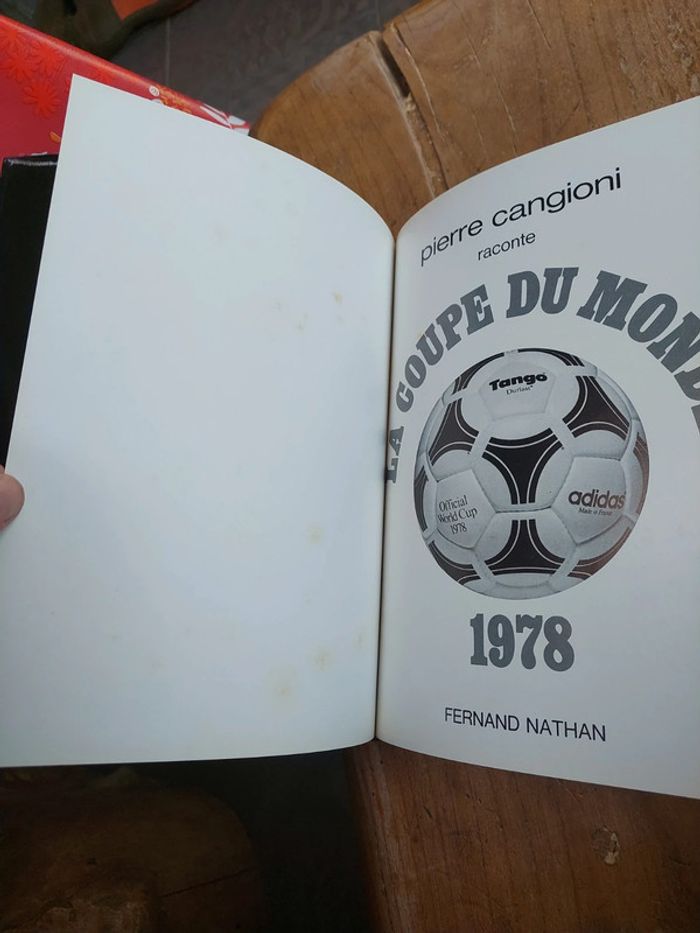 pierre cangioni
raconte
LA COUPE DU MONDE
Tango
Durlast
Official
World Cup
1978
adidas
Made in France
1978
FERNAND NATHAN